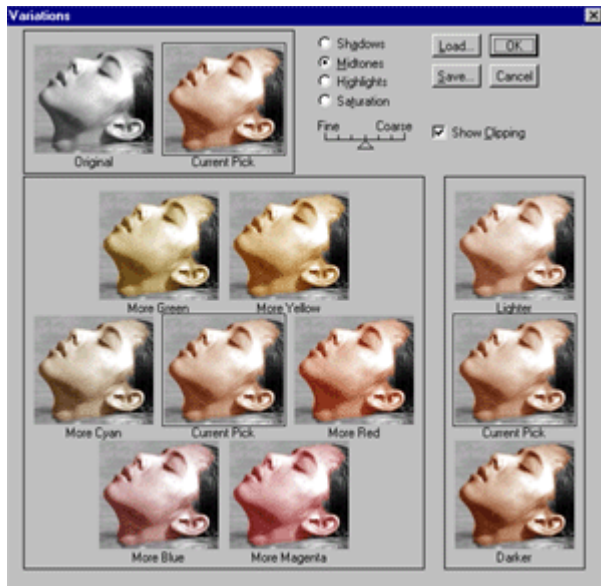 Variations
Original
Current Pick
Shadows
Midtones
Highlights
Saturation
Fine Coarse
Load...
OK
Save...
Cancel
Show Clipping
More Green
More Yellow
More Cyan
Current Pick
More Red
More Blue
More Magenta
Lighter
Current Pick
Darker